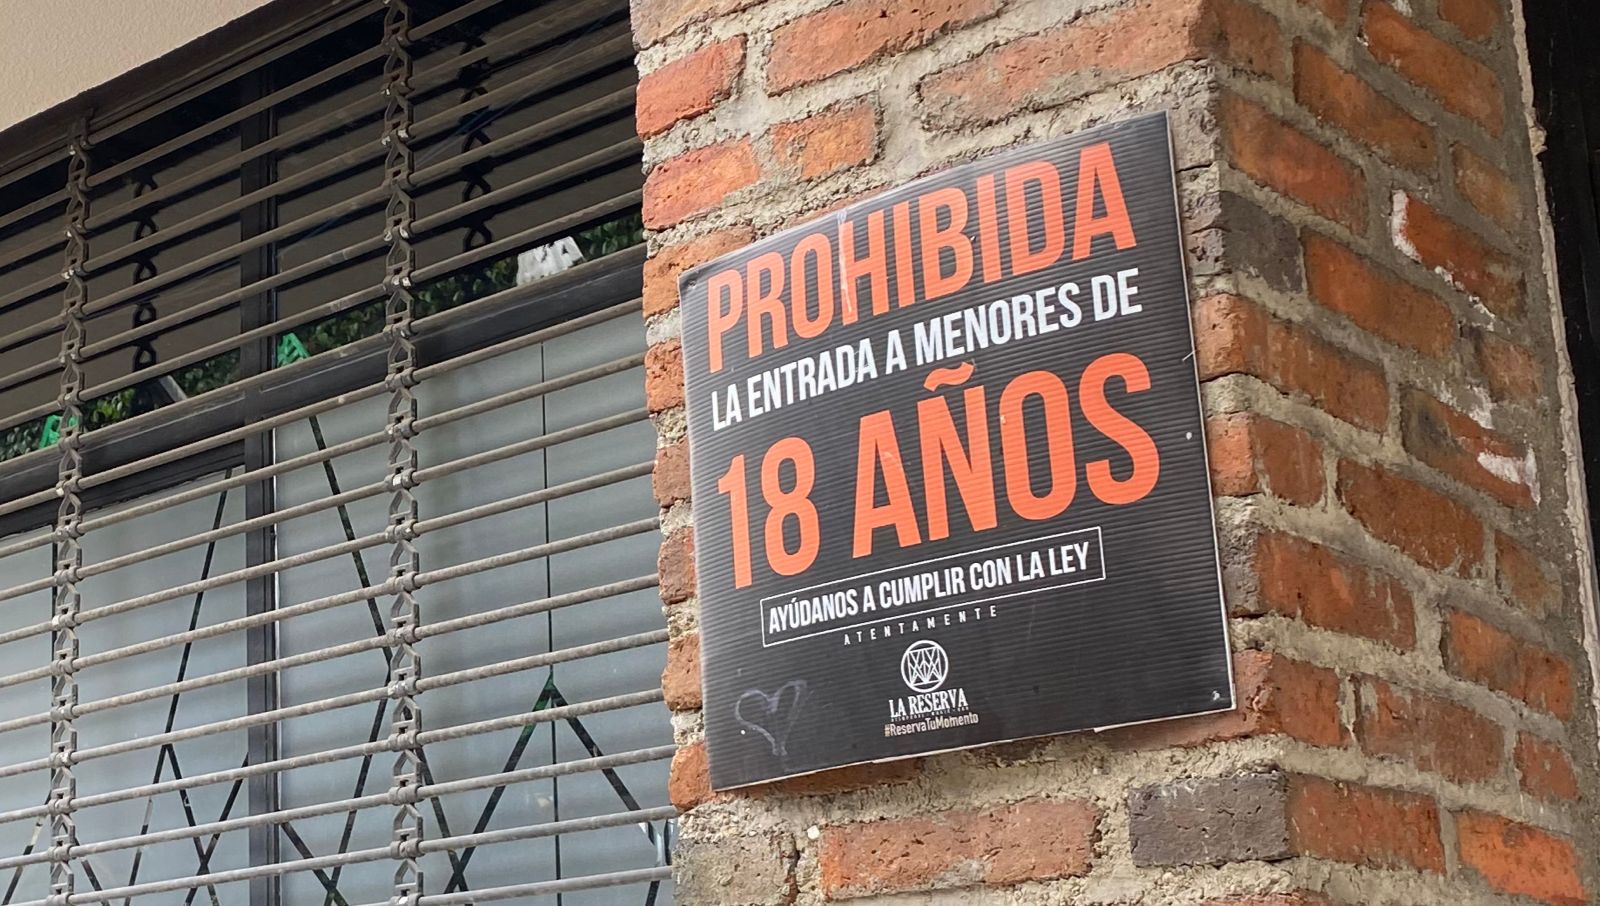 PROHIBIDA
LA ENTRADA A MENORES DE
18 AÑOS
AYÚDANOS A CUMPLIR CON LA LEY
ATENTAMENTE
LA RESERVA
#ReservaTuMomento